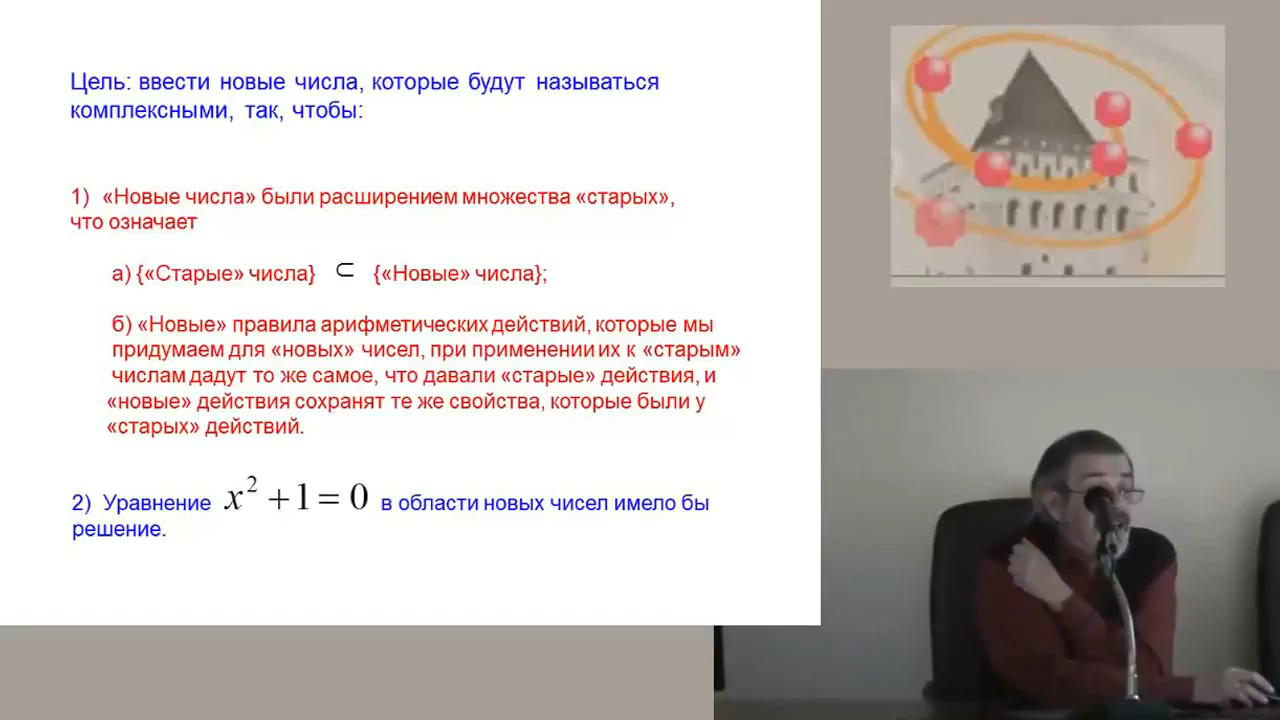 Цель: ввести новые числа, которые будут называться
комплексными, так, чтобы:
1) «Новые числа» были расширением множества «старых»,
что означает
а) {«Старые» числа} ⊂ {«Новые» числа};
б) «Новые» правила арифметических действий, которые мы
придумаем для «новых» чисел, при применении их к «старым»
числам дадут то же самое, что давали «старые» действия, и
«новые» действия сохранят те же свойства, которые были у
«старых» действий.
2) Уравнение x² + 1 = 0 в области новых чисел имело бы
решение.